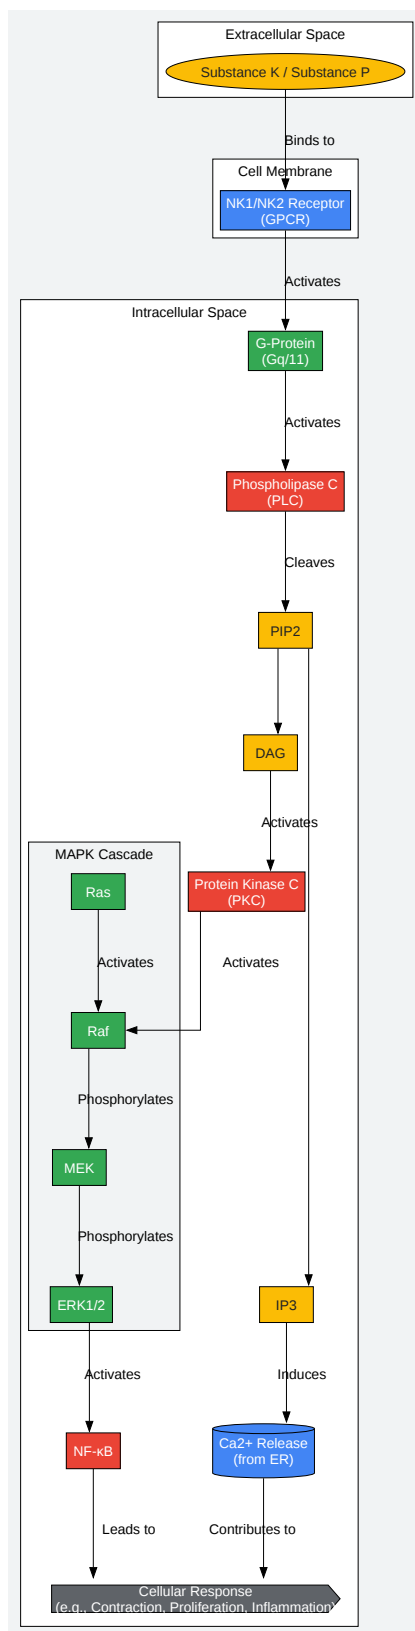 Extracellular Space
Substance K / Substance P
Binds to
Cell Membrane
NK1/NK2 Receptor
(GPCR)
Activates
Intracellular Space
G-Protein
(Gq/11)
Activates
Phospholipase C
(PLC)
Cleaves
PIP2
DAG
Activates
MAPK Cascade
Ras
Protein Kinase C
(PKC)
Activates
Activates
Raf
Phosphorylates
MEK
Phosphorylates
ERK1/2
IP3
Activates
Induces
NF-κB
Ca2+ Release
(from ER)
Leads to
Contributes to
Cellular Response
(e.g., Contraction, Proliferation, Inflammation)